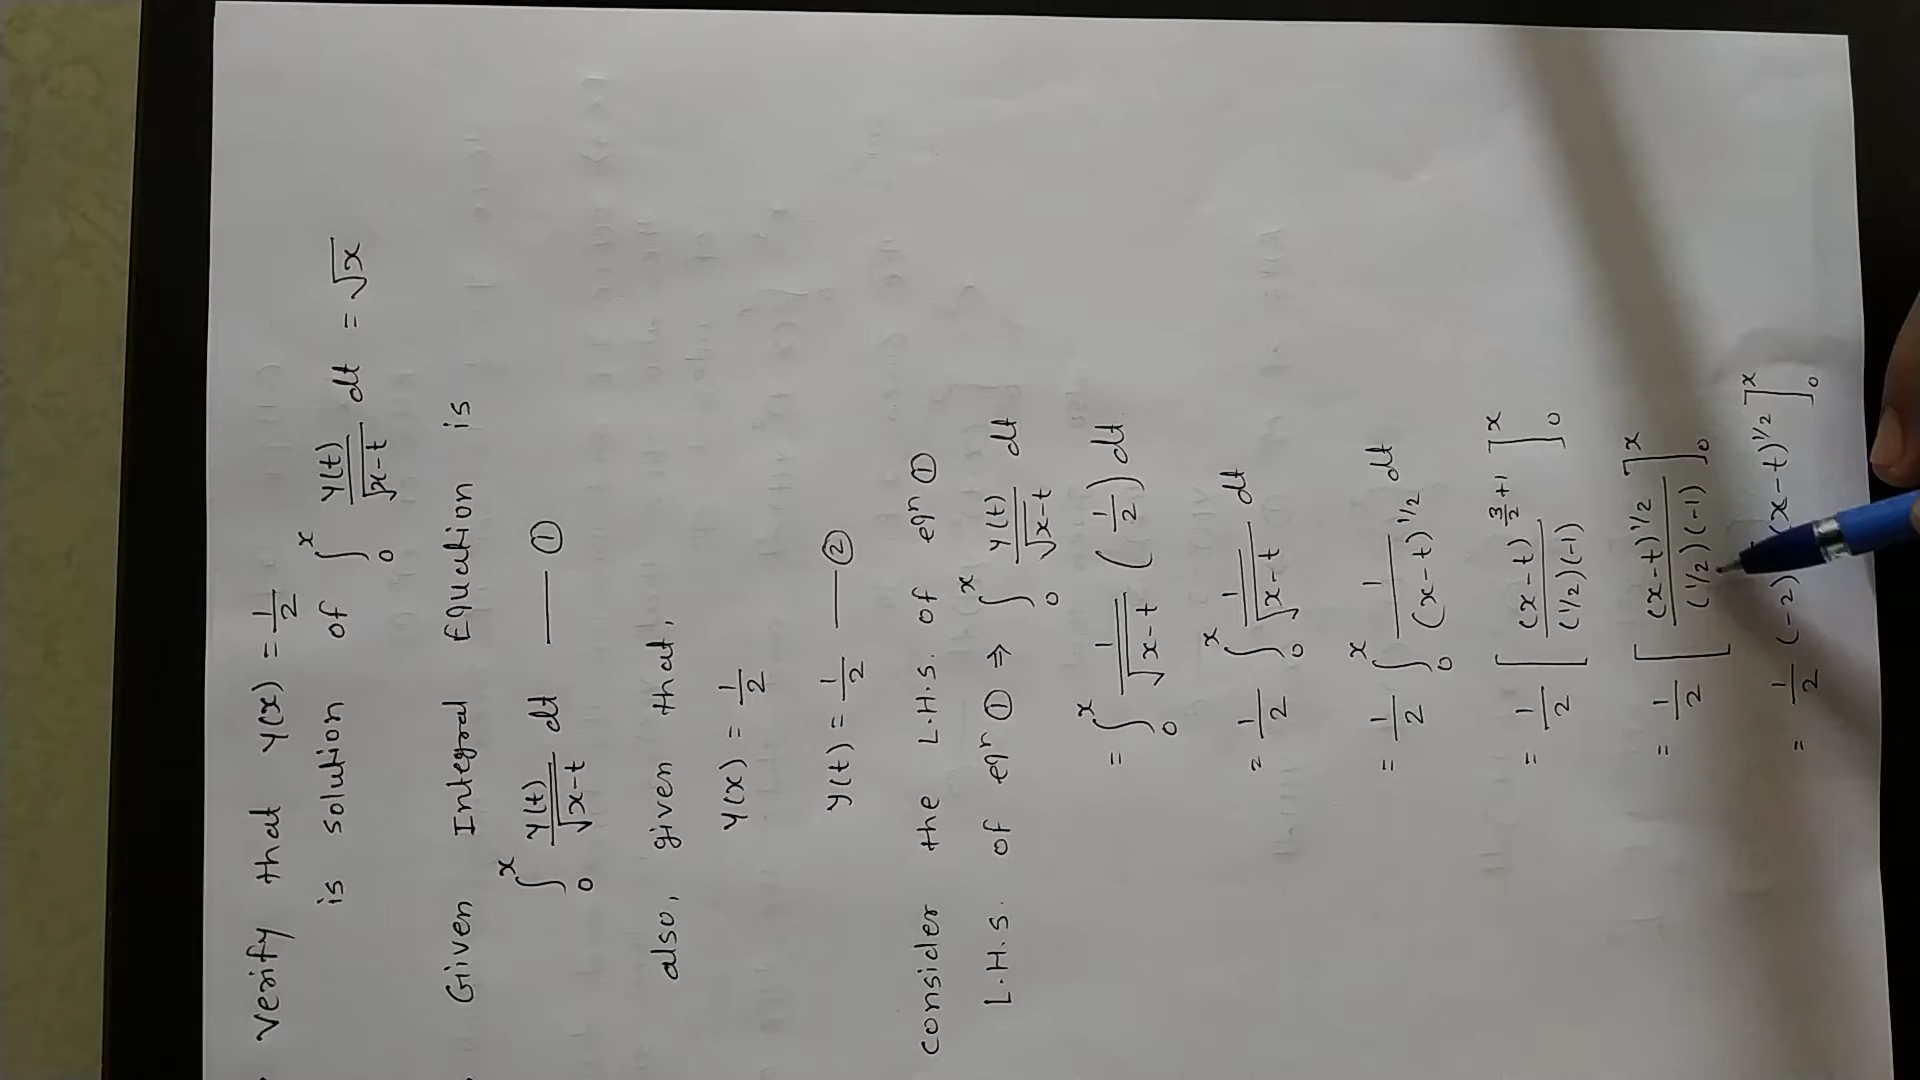 verify that y(x) = 1/2
is solution of ∫₀ˣ y(t)/√(x-t) dt = √x
Given Integral Equation is
∫₀ˣ y(t)/√(x-t) dt —— ①
also, given that,
y(x) = 1/2
y(t) = 1/2 —— ②
consider the L.H.S. of eqⁿ ①
L.H.S. of eqⁿ ① ⇒ ∫₀ˣ y(t)/√(x-t) dt
= ∫₀ˣ 1/√(x-t) (1/2) dt
= 1/2 ∫₀ˣ 1/√(x-t) dt
= 1/2 ∫₀ˣ 1/(x-t)^1/2 dt
= 1/2 [ (x-t)^(3/2+1) / (1/2)(-1) ]₀ˣ
= 1/2 [ (x-t)^1/2 / (1/2)(-1) ]₀ˣ
= 1/2 (-2) (x-t)^1/2 ]₀ˣ